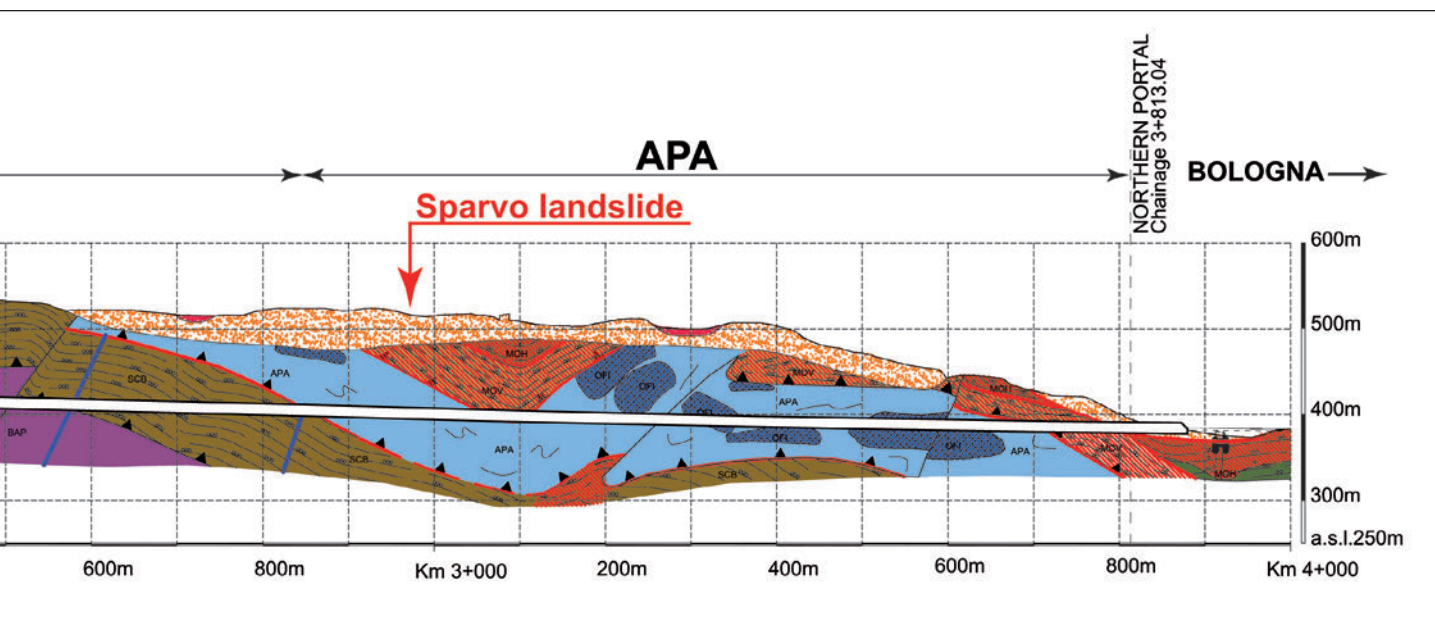 NORTHERN PORTAL
Chainage 3+813.04
APA
BOLOGNA
Sparvo landslide
600m
500m
400m
300m
a.s.l.250m
MOH
MOV
OFI
OFI
OFI
MOV
APA
MOH
SCB
APA
BAP
SCB
APA
SCB
OFI
OFI
APA
MOV
MOH
600m
800m
Km 3+000
200m
400m
600m
800m
Km 4+000